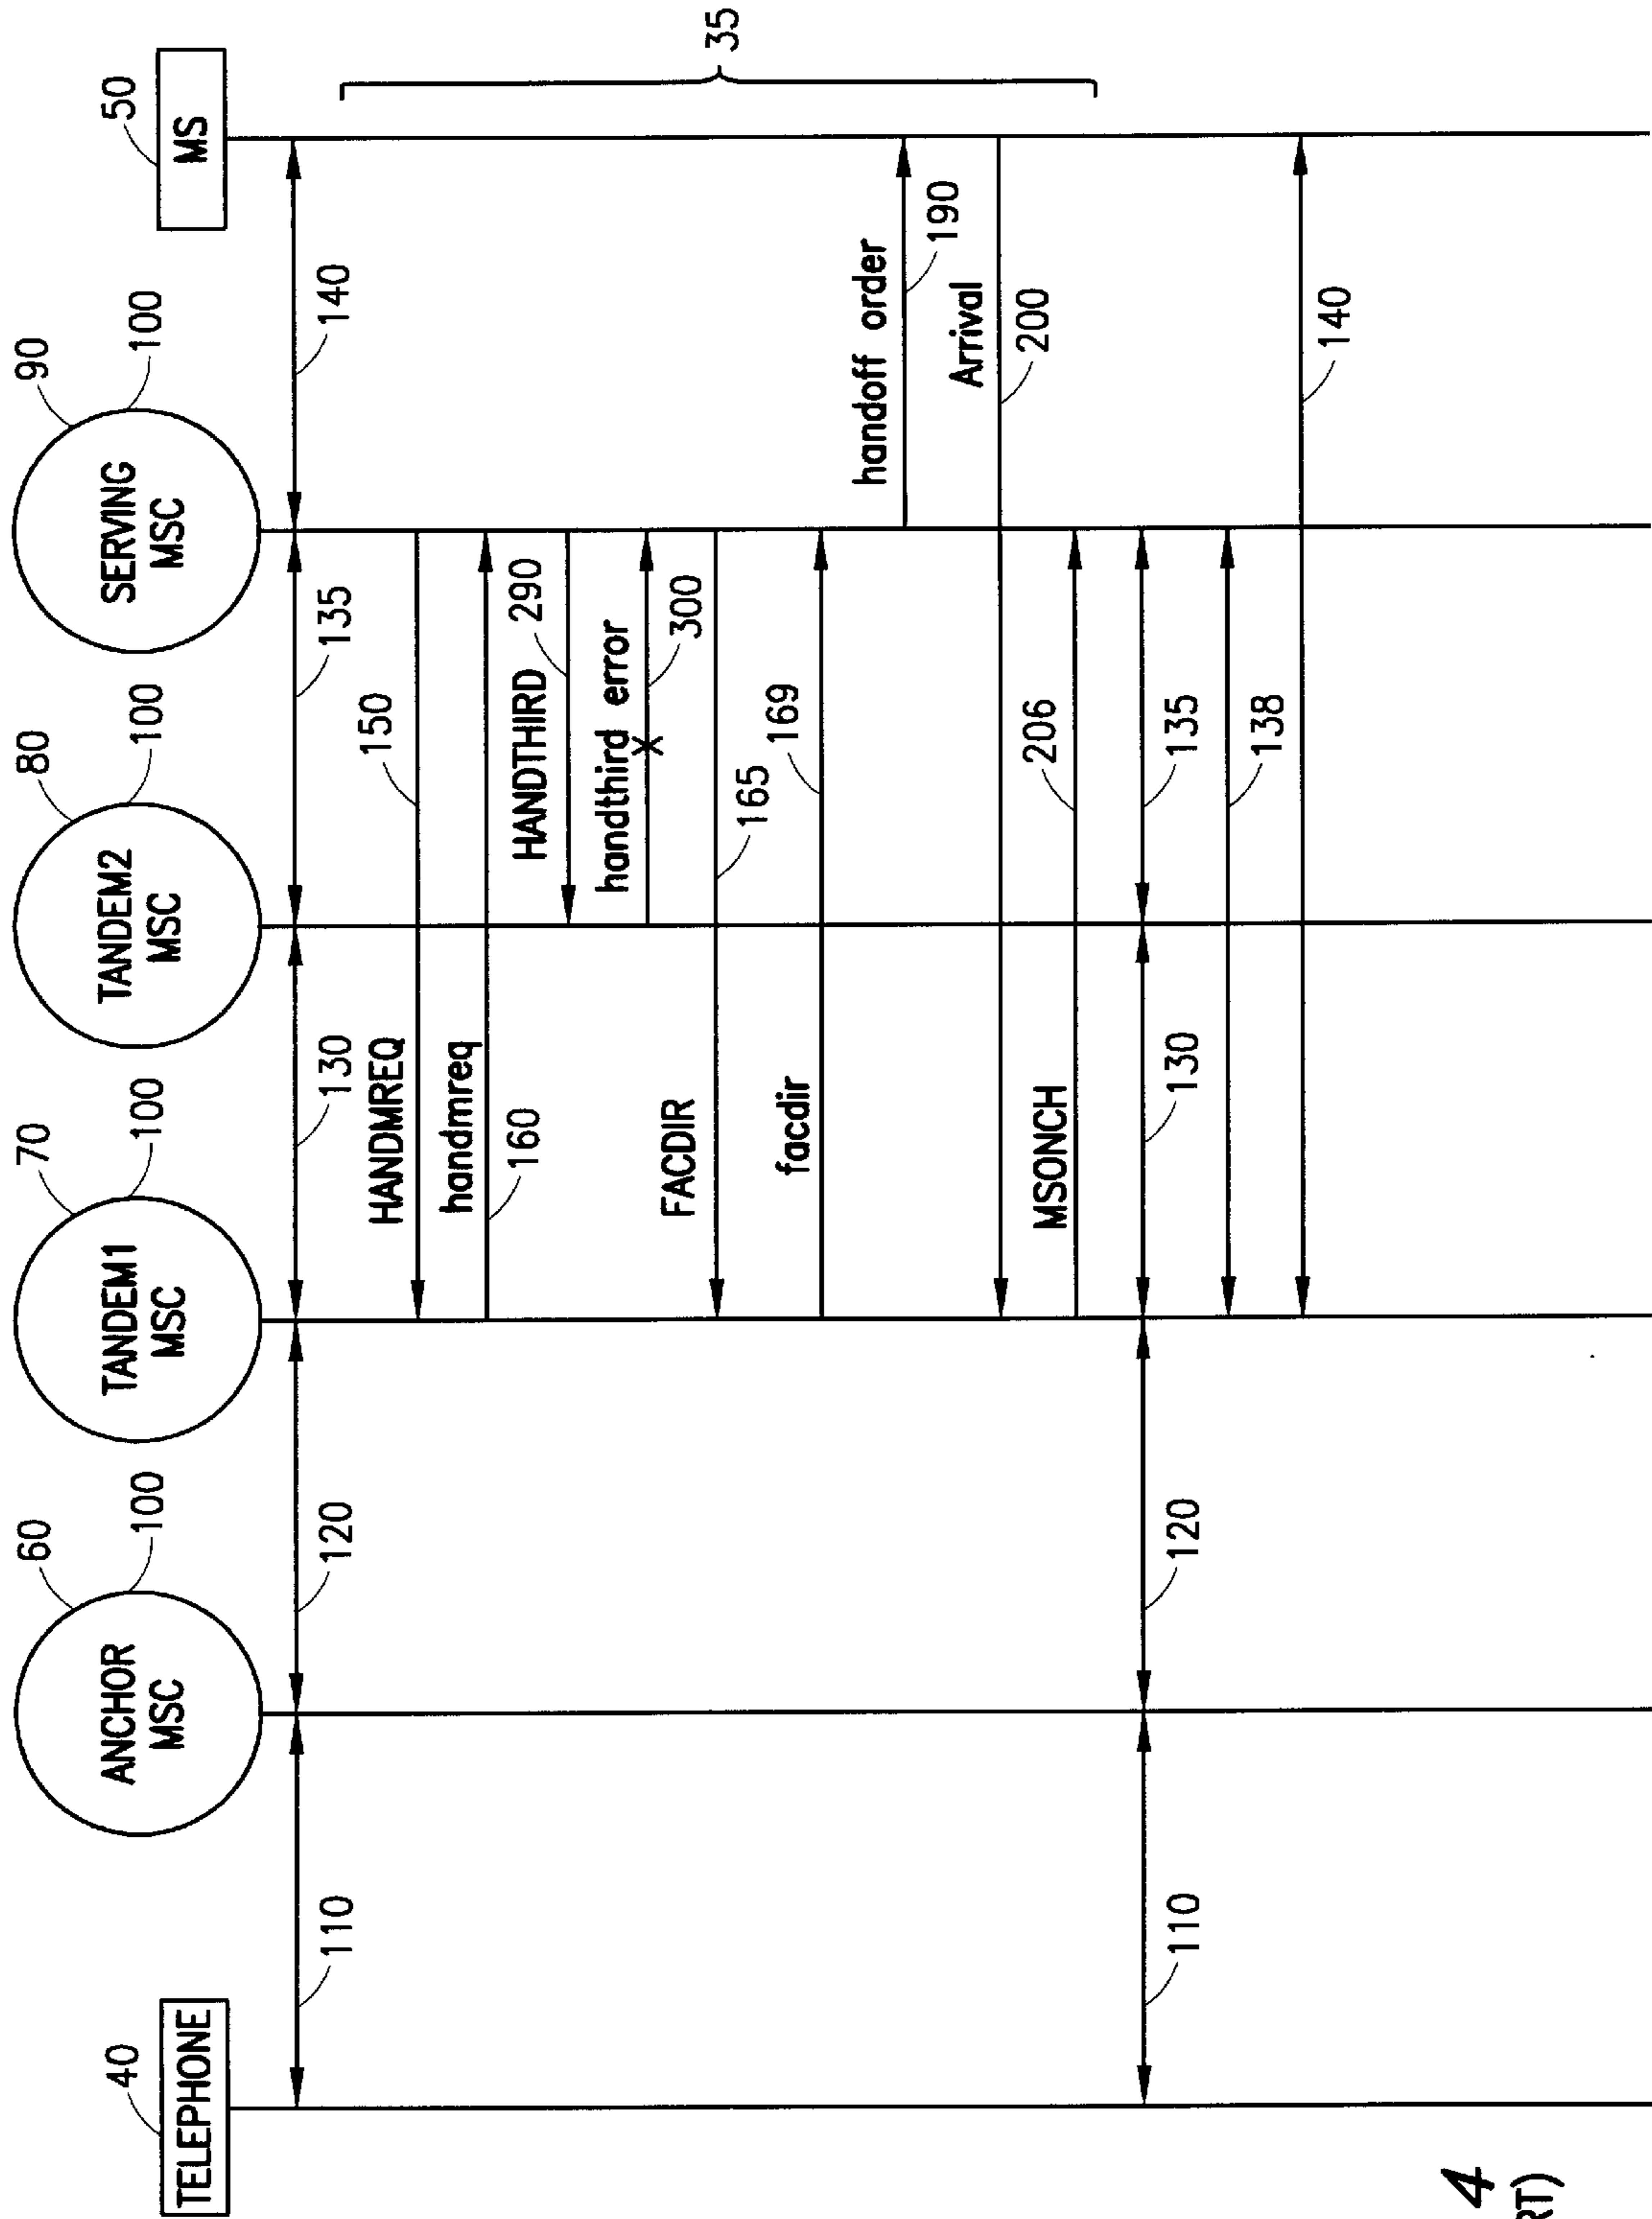 40
TELEPHONE
60
ANCHOR
MSC
100
70
TANDEM1
MSC
100
80
TANDEM2
MSC
100
90
SERVING
MSC
100
50
MS
110
120
130
135
140
HANDMREQ
150
handmreq
160
HANDTHIRD
290
handthird error
300
FACDIR
165
facdir
169
handoff order
190
Arrival
200
MSONCH
206
35
110
120
130
135
138
140
4
RT)